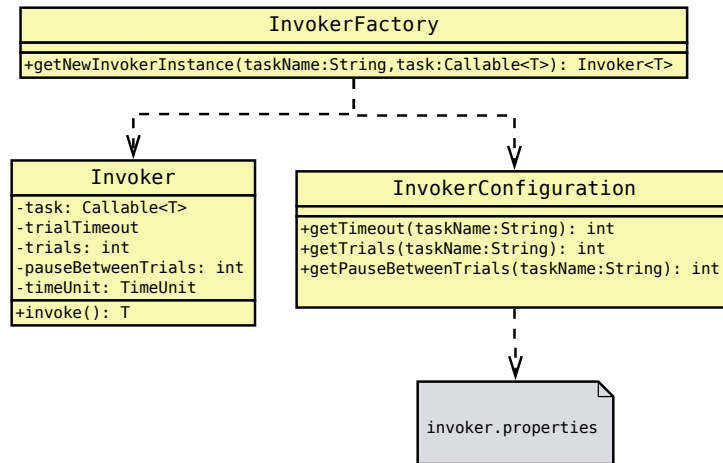 InvokerFactory
+getNewInvokerInstance(taskName:String,task:Callable<T>): Invoker<T>
Invoker
-task: Callable<T>
-trialTimeout
-trials: int
-pauseBetweenTrials: int
-timeUnit: TimeUnit
+invoke(): T
InvokerConfiguration
+getTimeout(taskName:String): int
+getTrials(taskName:String): int
+getPauseBetweenTrials(taskName:String): int
invoker.properties